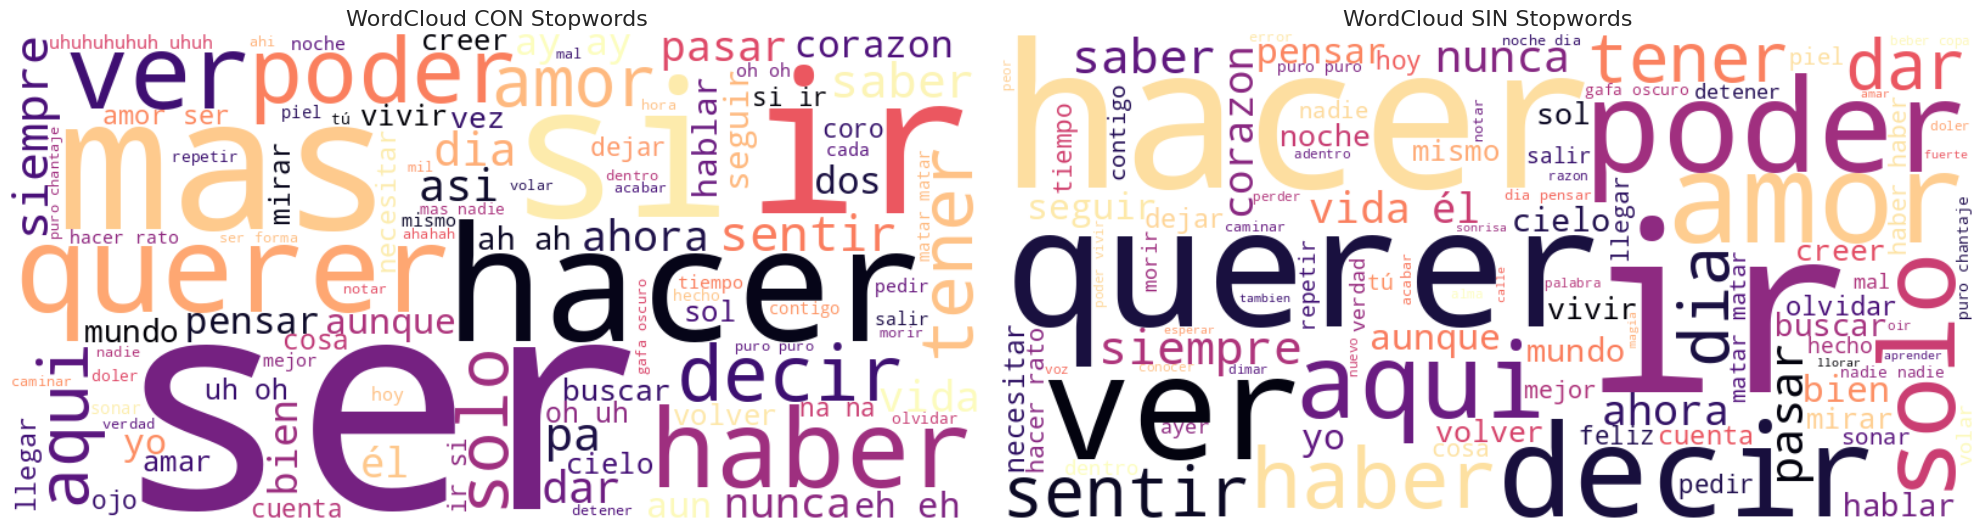 WordCloud CON Stopwords
uhuhuhuhuh uhuh
ahi
noche
creer
ay ay
mal
pasar
corazon
siempre
ver
poder
amor
oh oh
saber
hora
si ir
amor ser
piel
tú
vivir
vez
hablar
seguir
coro
cada
puro chantaje
mas
repetir
mirar
necesitar
mil
dia
si
dejar
ir
asi
volar
dentro
acabar
dos
matar matar
tener
mas nadie
mismo
ahahah
hacer rato
ser forma
querer
ah ah
ahora
sentir
hacer
notar
tiempo
hecho
gafa oscuro
sol
contigo
pedir
salir
morir
mundo
pensar
aunque
cosa
mejor
nadie
doler
caminar
aqui
ser
solo
decir
puro puro
buscar
uh oh
hoy
oh uh
volver
ha na
vida
olvidar
sonar
verdad
yo
amar
bien
él
pa
haber
cielo
llegar
ojo
cuenta
ir si
dar
detener
aun
nunca
eh eh
WordCloud SIN Stopwords
error
noche dia
beber copa
saber
pensar
puro puro
hoy
nunca
tener
piel
dar
peor
hacer
corazon
gafa oscuro
detener
amar
contigo
nadie
notar
sol
poder
haber haber
doler
tiempo
noche
adentro
mismo
salir
razon
fuerte
amor
seguir
dejar
perder
vida
él
dia pensar
cielo
llegar
caminar
sonrisa
querer
ir
poder vivir
morir
repetir
verdad
tú
acabar
alma
calle
palabra
tambien
vivir
dia
matar matar
creer
mal
olvidar
solo
puro chantaje
magia
esperar
buscar
oir
necesitar
hacer rato
siempre
nuevo
aunque
mundo
hecho
llorar
aprender
nadie nadie
voz
conocer
dimar
ver
aqui
mejor
pasar
bien
mirar
ahora
ayer
yo
volver
feliz
cuenta
sonar
volar
dentro
cosa
sentir
haber
decir
pedir
hablar